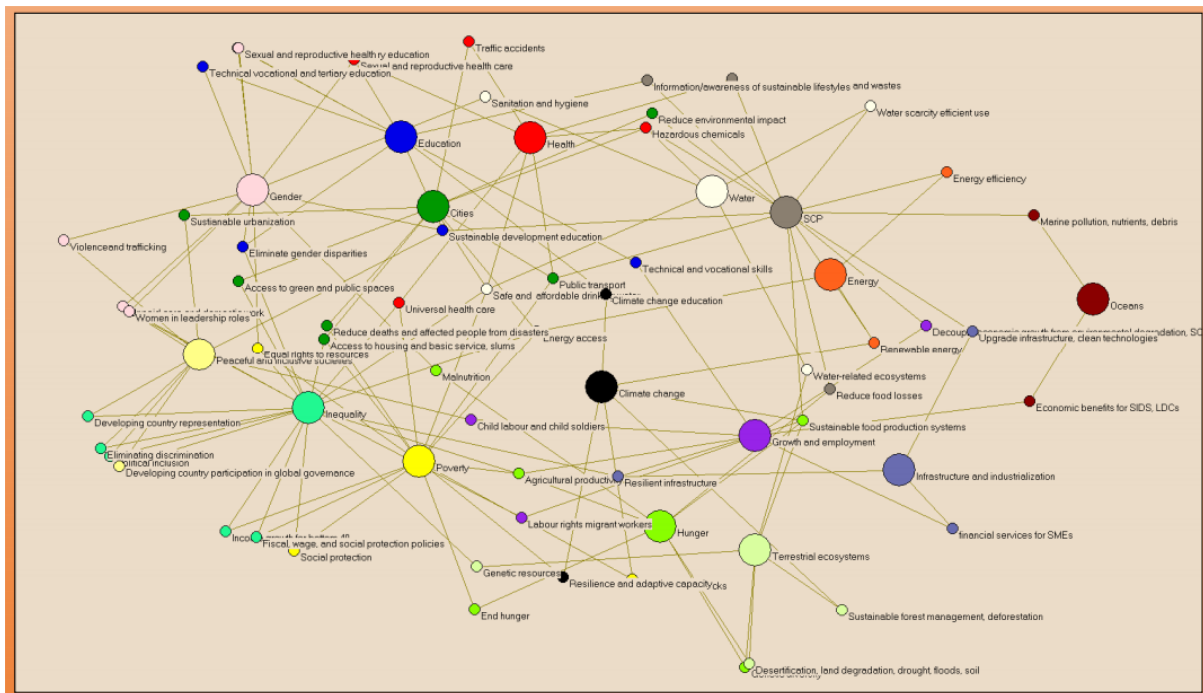 Traffic accidents
Sexual and reproductive health ry education
Sexual and reproductive health care
Technical vocational and tertiary education
Information/awareness of sustainable lifestyles and wastes
Sanitation and hygiene
Water scarcity efficient use
Reduce environmental impact
Hazardous chemicals
Education
Health
Energy efficiency
Gender
Water
Cities
SCP
Sustianable urbanization
Marine pollution, nutrients, debris
Sustainable development education
Violenceand trafficking
Eliminate gender disparities
Technical and vocational skills
Access to green and public spaces
Public transport
Energy
Safe and affordable
Climate change education
Oceans
Universal health care
Women in leadership roles
Reduce deaths and affected people from disasters
Energy access
Upgrade infrastructure, clean technologies
Access to housing and basic service, slums
Renewable energy
Equal rights to resources
Peaceful and inclusive societies
Malnutrition
Water-related ecosystems
Climate change
Reduce food losses
Inequality
Economic benefits for SIDS, LDCs
Developing country representation
Child labour and child soldiers
Sustainable food production systems
Growth and employment
Eliminating discrimination
Developing country participation in global governance
Poverty
Agricultural
Resilient infrastructure
Infrastructure and industrialization
Labour rights migrant workers
Hunger
financial services for SMEs
Fiscal, wage, and social protection policies
Social protection
Terrestrial ecosystems
Genetic resources
Resilience and adaptive capacity
End hunger
Sustainable forest management, deforestation
Desertification, land degradation, drought, floods, soil